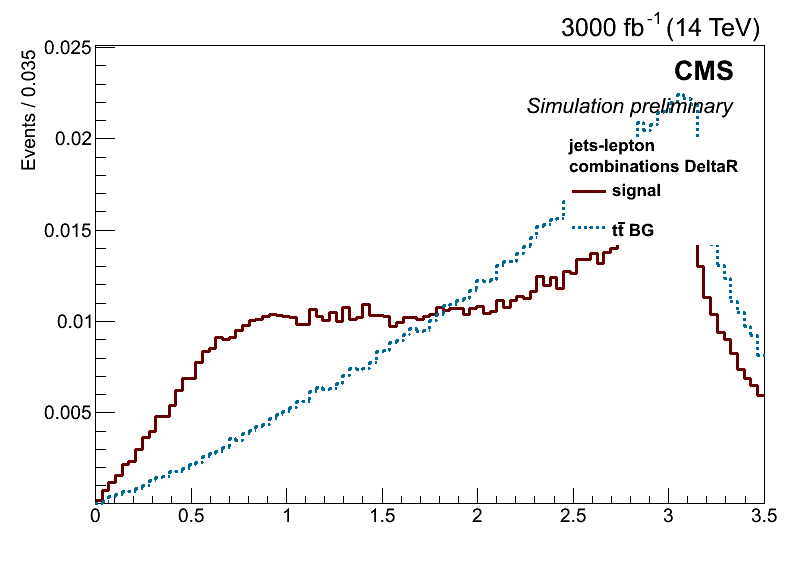 3000 fb⁻¹ (14 TeV)
CMS
Simulation preliminary
Events / 0.035
jets-lepton
combinations DeltaR
signal
tt̄ BG
0.025
0.02
0.015
0.01
0.005
0 0.5 1 1.5 2 2.5 3 3.5